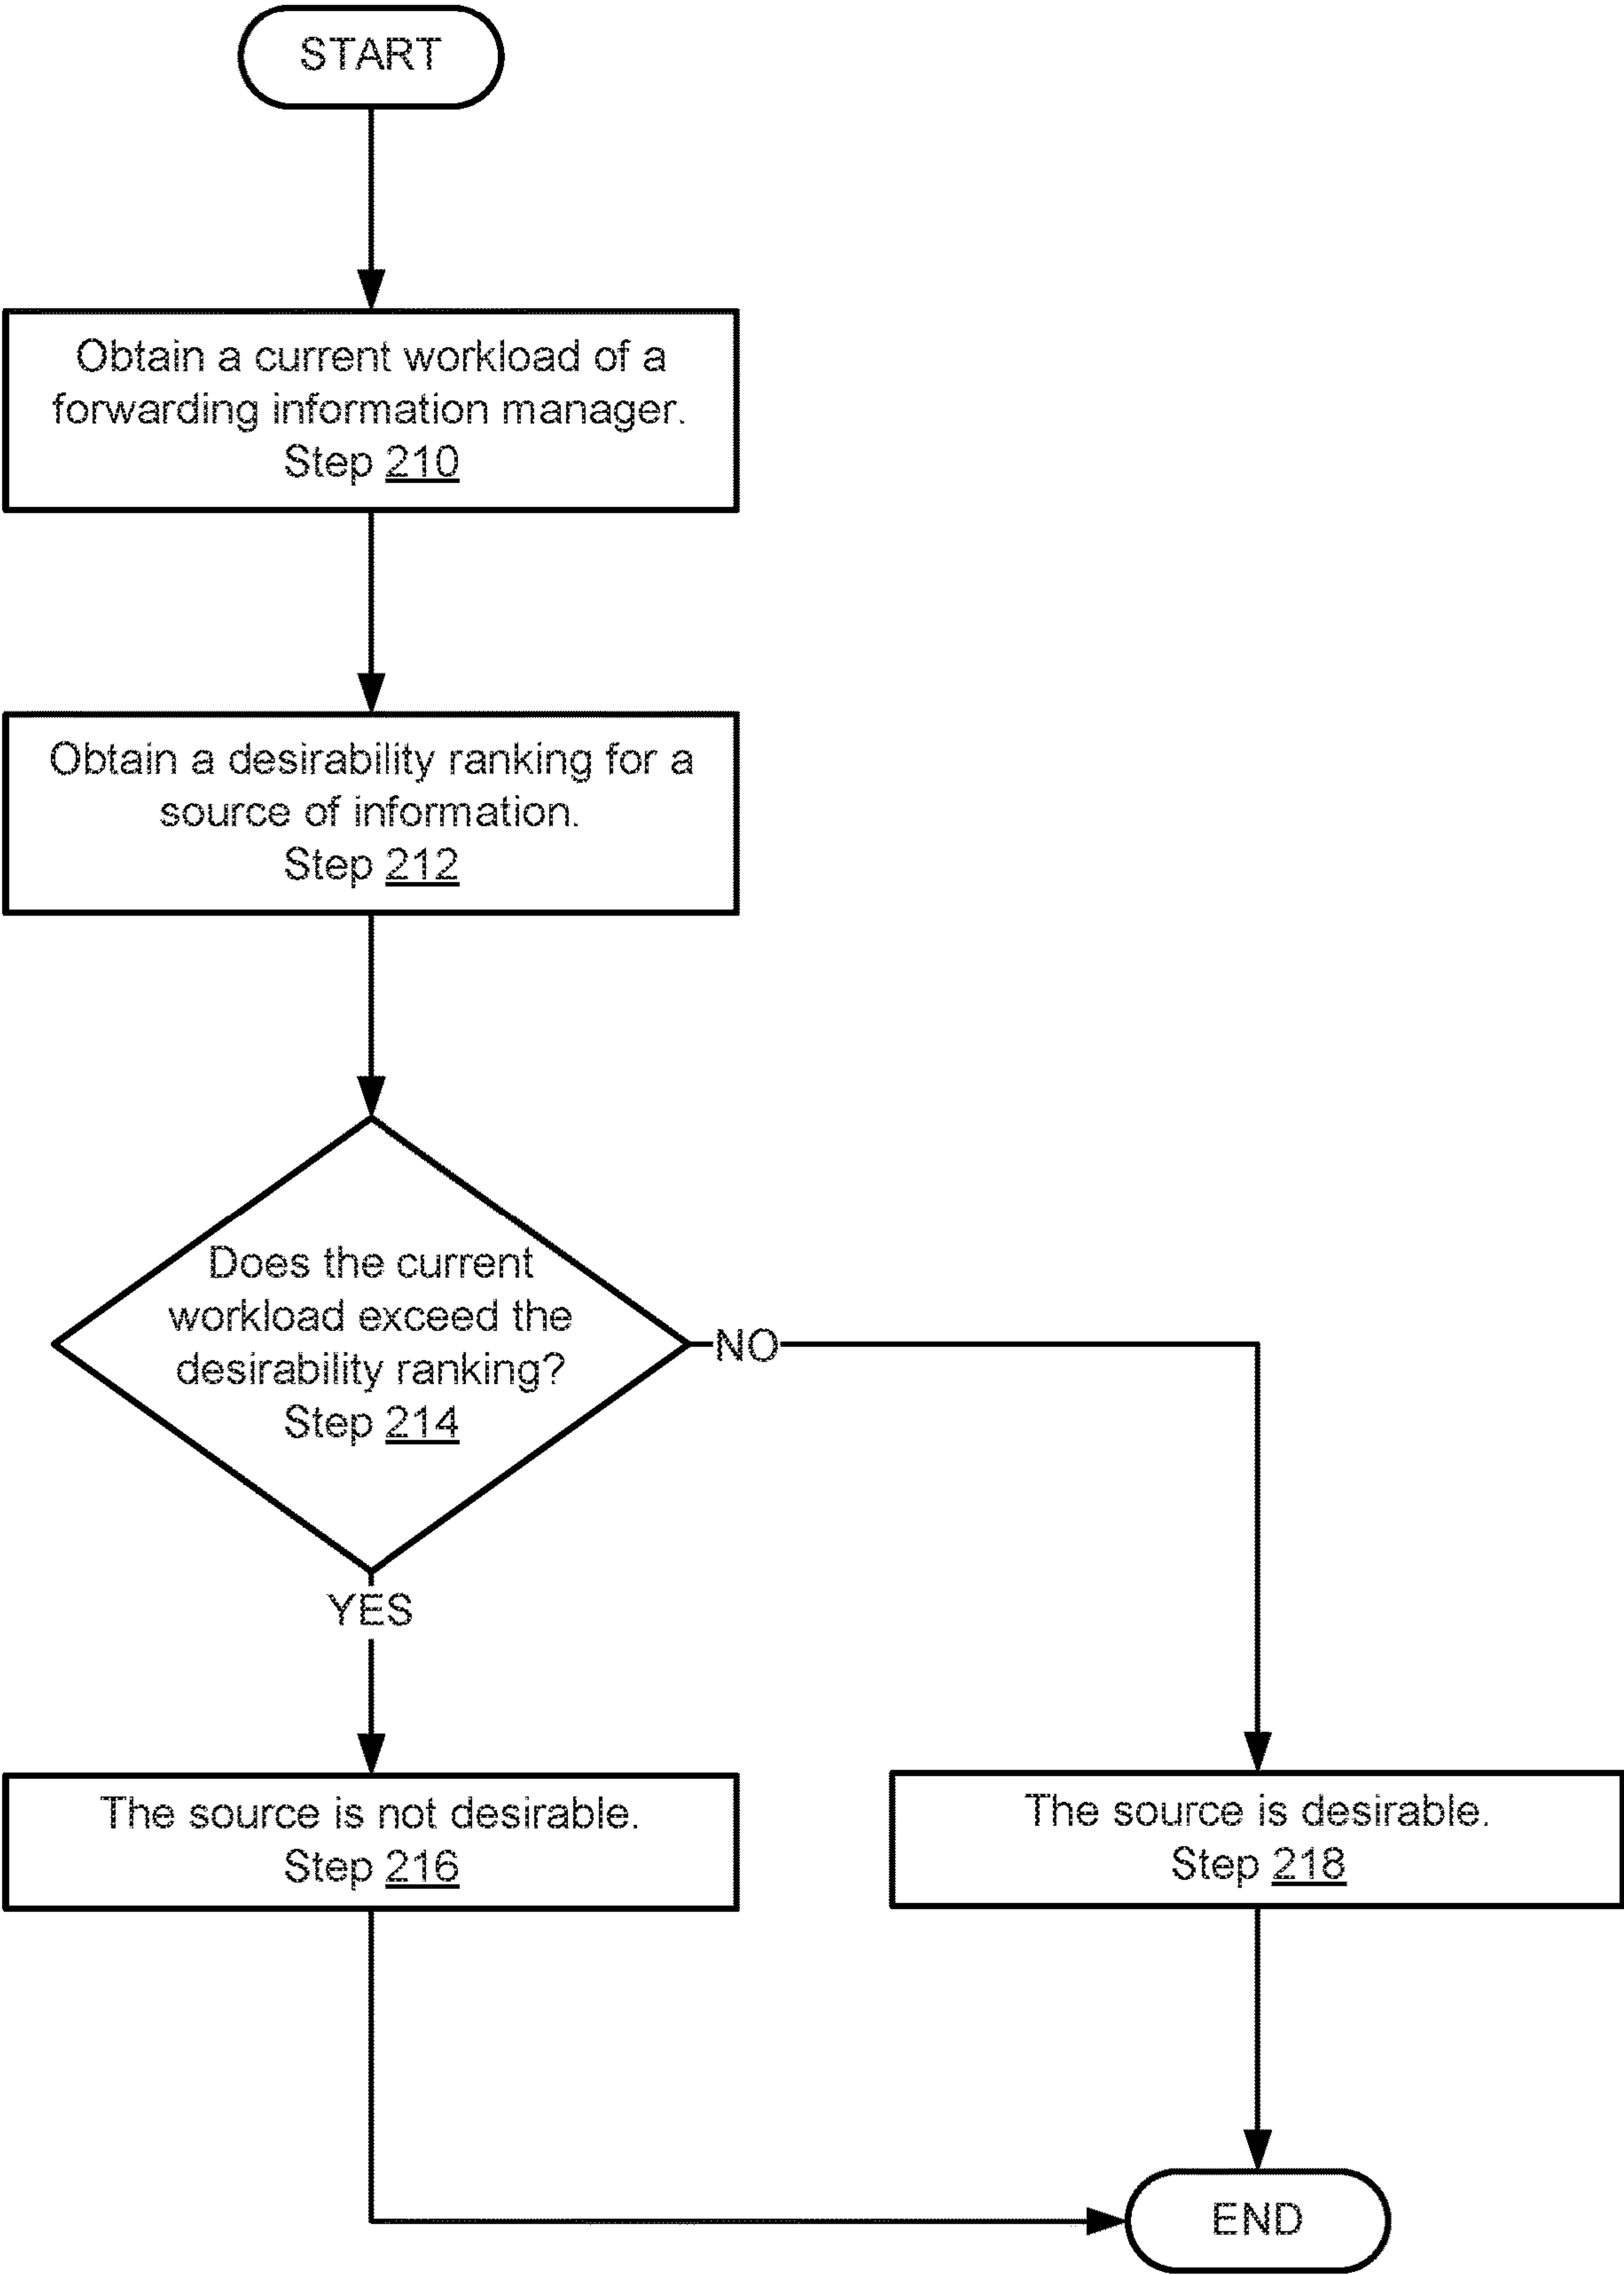 START
Obtain a current workload of a
forwarding information manager.
Step 210
Obtain a desirability ranking for a
source of information.
Step 212
Does the current
workload exceed the
desirability ranking?
Step 214
NO
YES
The source is not desirable.
Step 216
The source is desirable.
Step 218
END